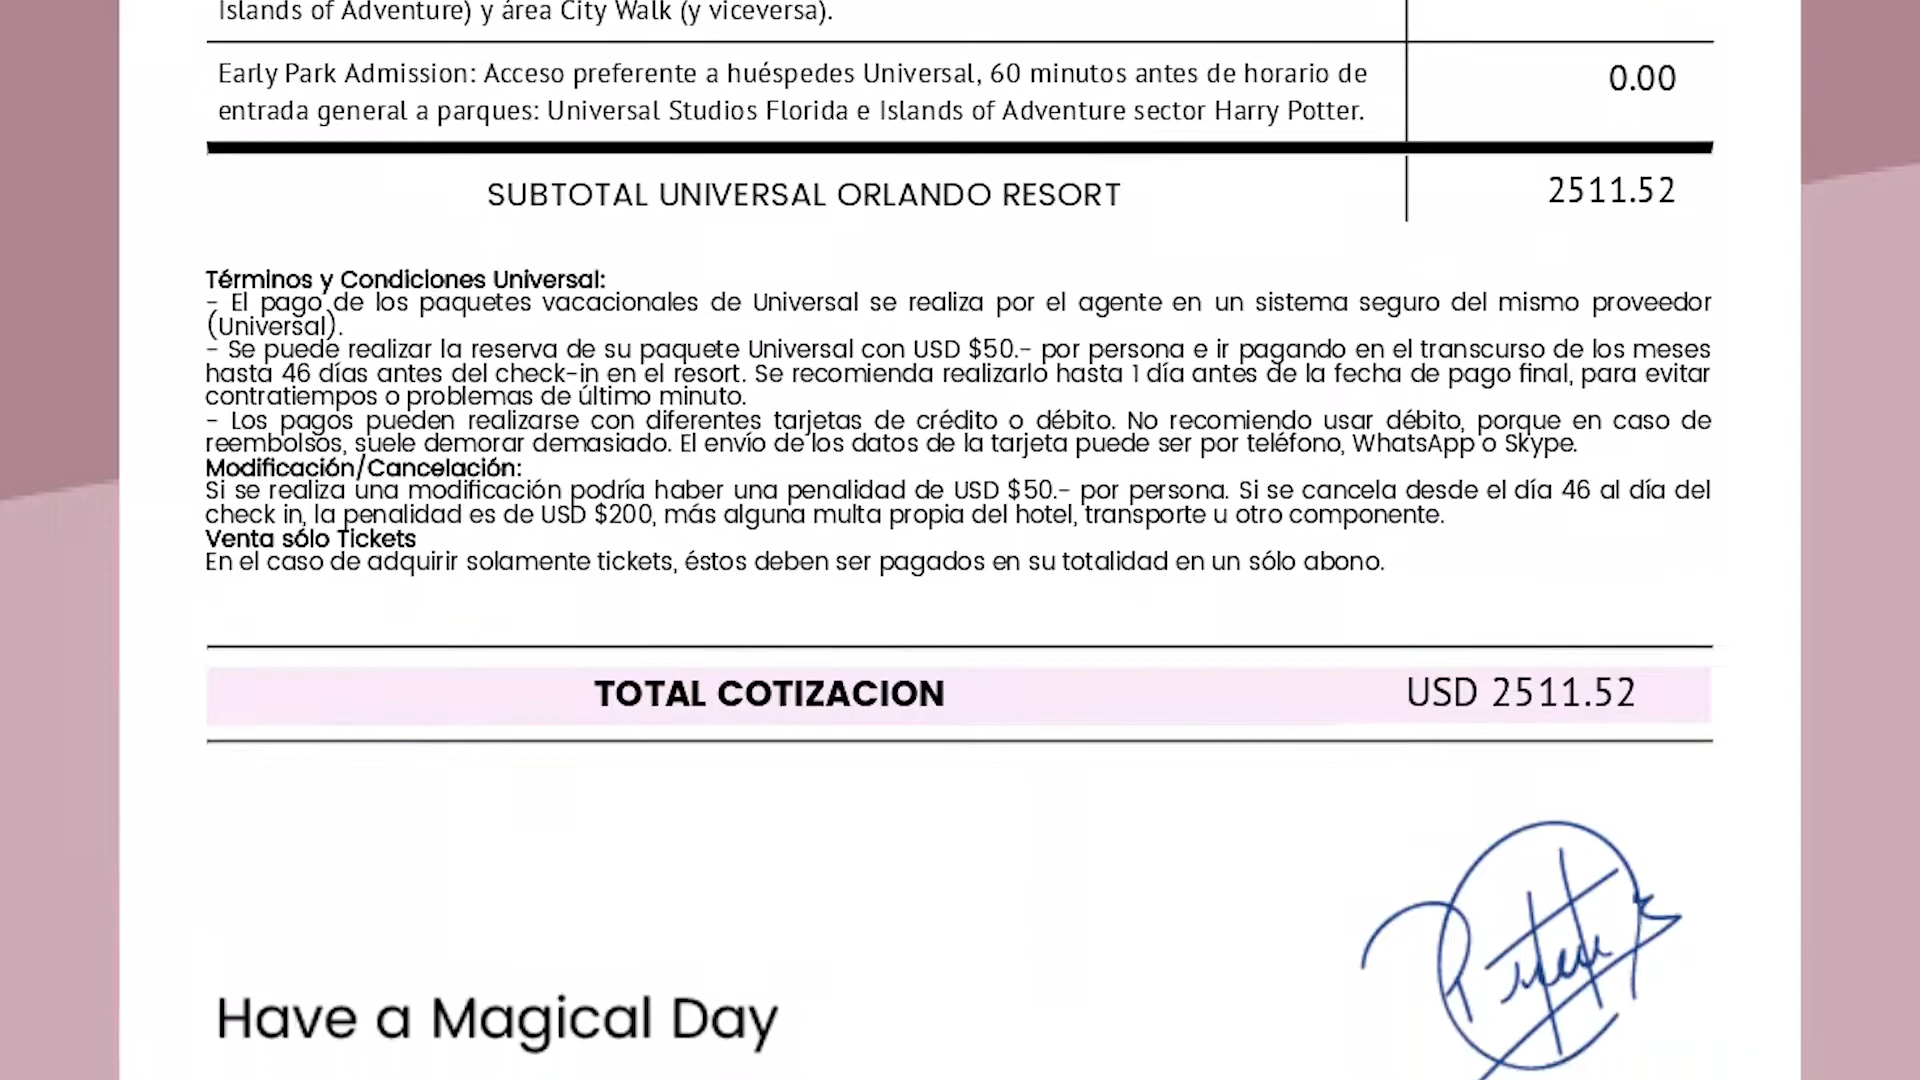 Islands of Adventure) y área City Walk (y viceversa).
Early Park Admission: Acceso preferente a huéspedes Universal, 60 minutos antes de horario de
entrada general a parques: Universal Studios Florida e Islands of Adventure sector Harry Potter.
0.00
SUBTOTAL UNIVERSAL ORLANDO RESORT
2511.52
Términos y Condiciones Universal:
- El pago de los paquetes vacacionales de Universal se realiza por el agente en un sistema seguro del mismo proveedor
(Universal).
- Se puede realizar la reserva de su paquete Universal con USD $50.- por persona e ir pagando en el transcurso de los meses
hasta 46 días antes del check-in en el resort. Se recomienda realizarlo hasta 1 día antes de la fecha de pago final, para evitar
contratiempos o problemas de último minuto.
- Los pagos pueden realizarse con diferentes tarjetas de crédito o débito. No recomiendo usar débito, porque en caso de
reembolsos, suele demorar demasiado. El envío de los datos de la tarjeta puede ser por teléfono, WhatsApp o Skype.
Modificación/Cancelación:
Si se realiza una modificación podría haber una penalidad de USD $50.- por persona. Si se cancela desde el día 46 al día del
check in, la penalidad es de USD $200, más alguna multa propia del hotel, transporte u otro componente.
Venta sólo Tickets
En el caso de adquirir solamente tickets, éstos deben ser pagados en su totalidad en un sólo abono.
TOTAL COTIZACION
USD 2511.52
Have a Magical Day